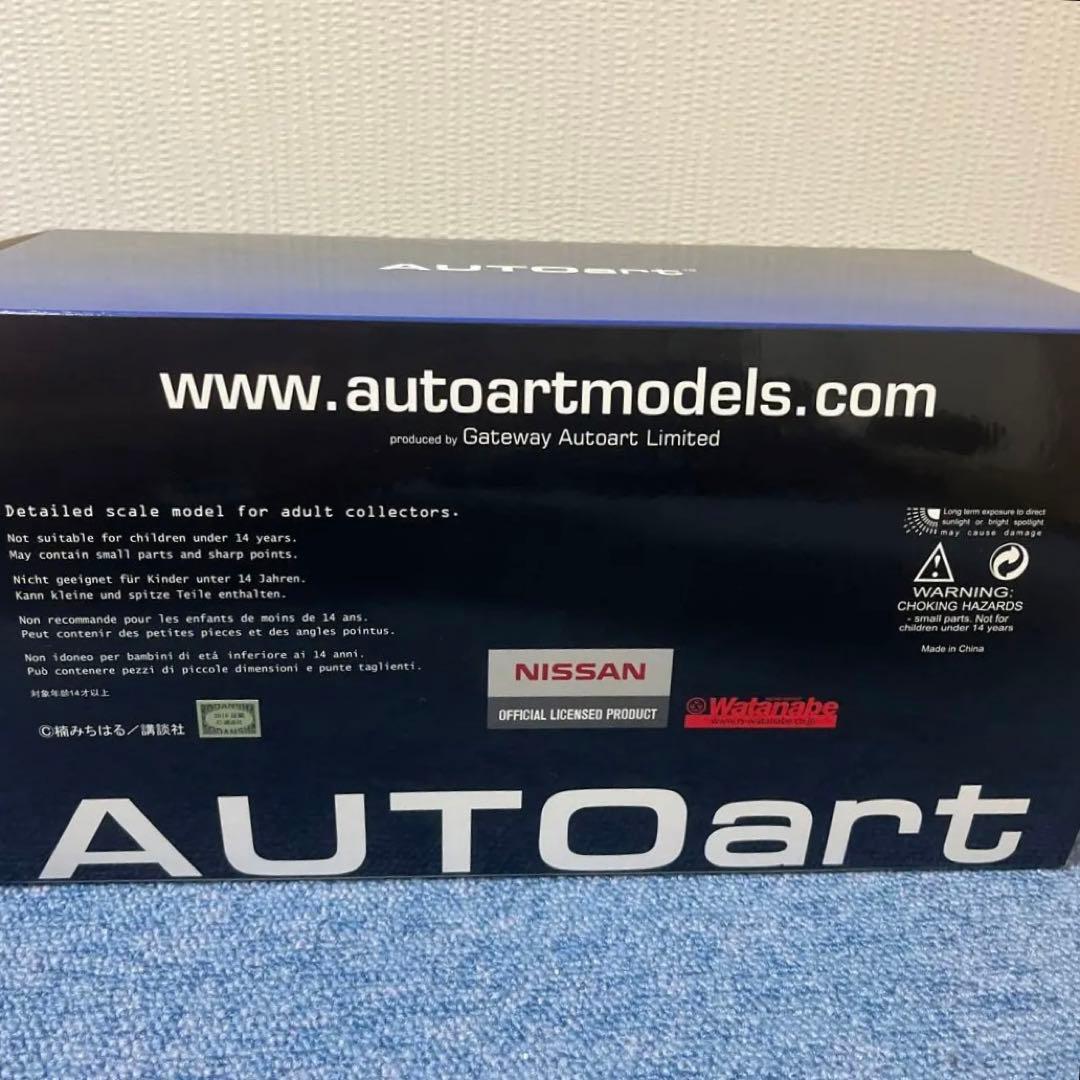 AUTOart
www.autoartmodels.com
produced by Gateway Autoart Limited
Detailed scale model for adult collectors.
Not suitable for children under 14 years.
May contain small parts and sharp points.
Nicht geeignet für Kinder unter 14 Jahren.
Kann kleine und spitze Teile enthalten.
Non recommande pour les enfants de moins de 14 ans.
Peut contenir des petites pieces et des angles pointus.
Non idoneo per bambini di etá inferiore ai 14 anni.
Può contenere pezzi di piccole dimensioni e punte taglienti.
対象年齢14才以上
©楠みちはる/講談社
Long term exposure to direct
sunlight or bright spotlight
may cause damage
WARNING:
CHOKING HAZARDS
- small parts. Not for
children under 14 years
Made in China
NISSAN
OFFICIAL LICENSED PRODUCT
Watanabe
www.rs-watanabe.co.jp
AUTOart